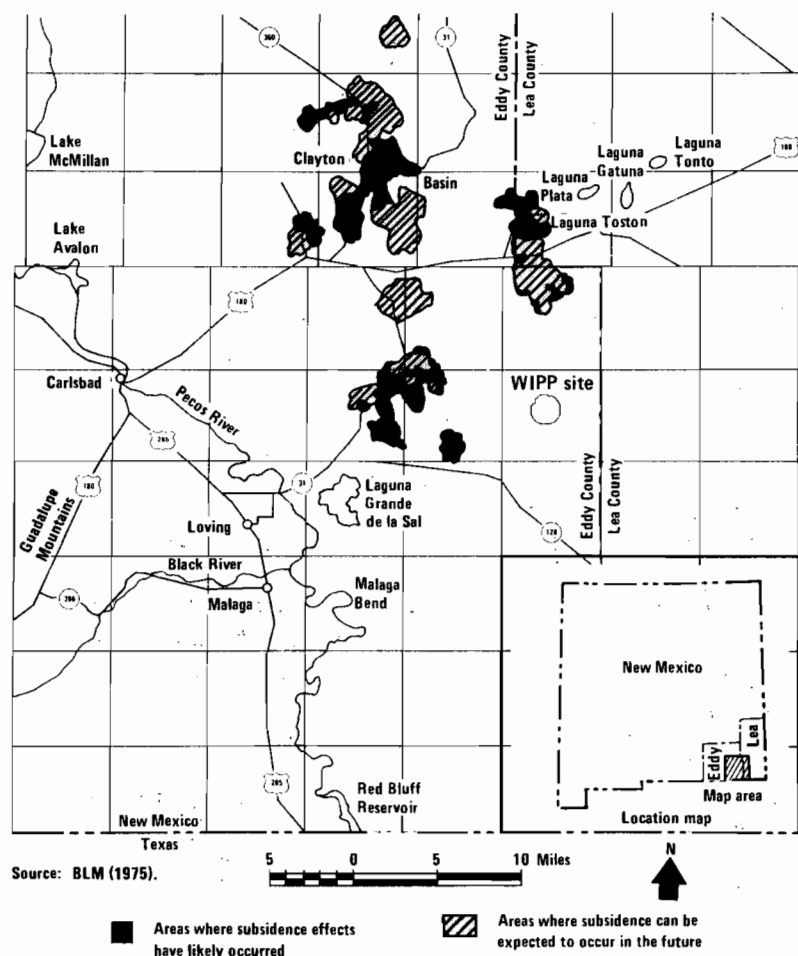 360
31
Eddy County
Lea County
Lake
McMillan
Clayton
Basin
Laguna
Plata
Laguna
Gatuna
Laguna
Tonto
180
Laguna Toston
Lake
Avalon
180
Carlsbad
WIPP site
Pecos River
285
180
Guadalupe
Mountains
31
Laguna
Grande
de la Sal
Loving
Eddy County
Lea County
128
Black River
Malaga
Malaga
Bend
396
New Mexico
Eddy
Lea
Map area
Location map
285
Red Bluff
Reservoir
New Mexico
Texas
Source: BLM (1975).
5 0 5 10 Miles
N
Areas where subsidence effects
have likely occurred
Areas where subsidence can be
expected to occur in the future